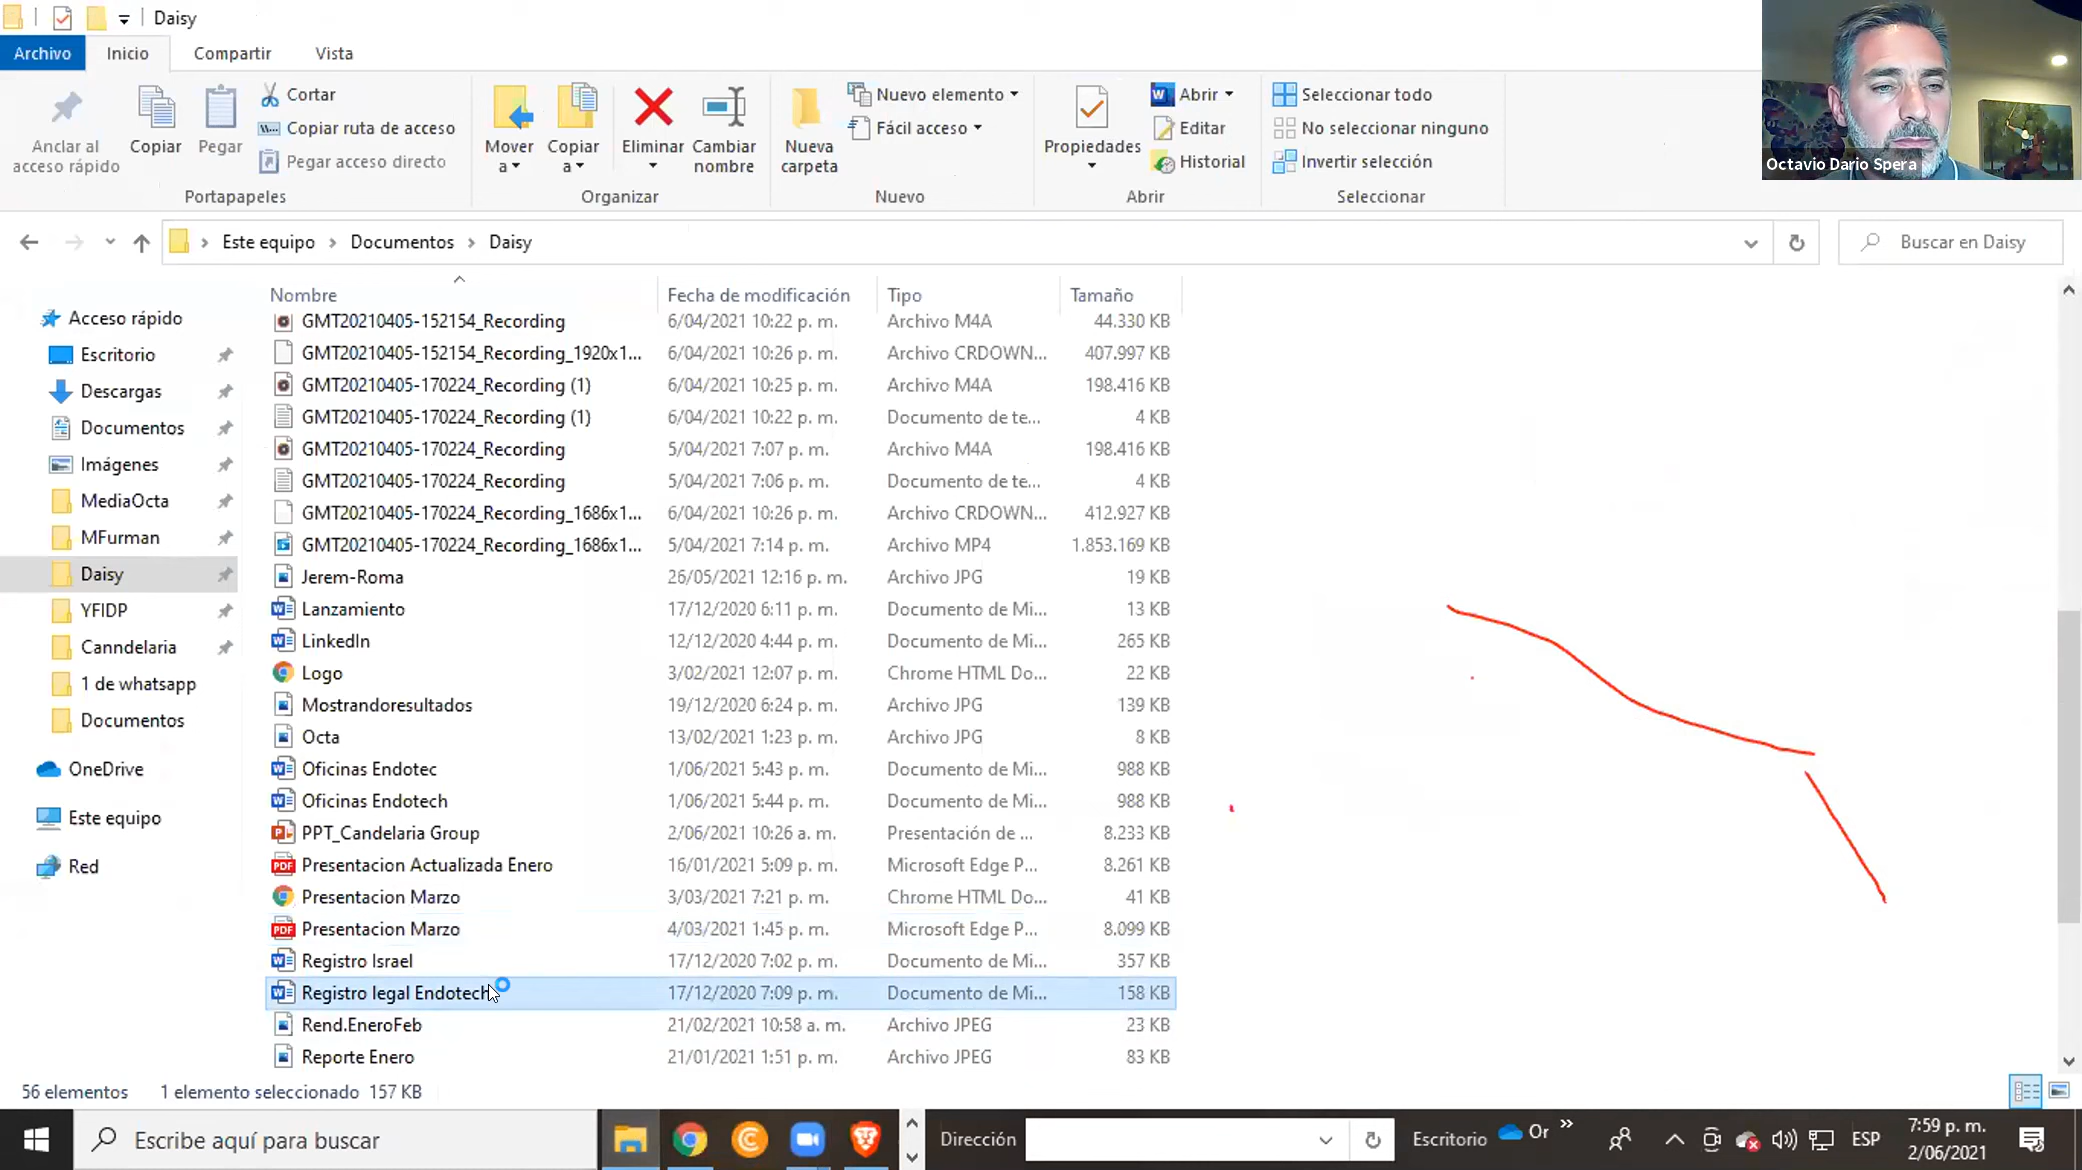 Daisy
Archivo Inicio Compartir Vista
Anclar al acceso rápido
Copiar
Pegar
Cortar
Copiar ruta de acceso
Pegar acceso directo
Portapapeles
Mover a
Copiar a
Eliminar
Cambiar nombre
Organizar
Nueva carpeta
Nuevo elemento
Fácil acceso
Nuevo
Propiedades
Abrir
Editar
Historial
Abrir
Seleccionar todo
No seleccionar ninguno
Invertir selección
Seleccionar
Octavio Dario Spera
Este equipo > Documentos > Daisy
Buscar en Daisy
Acceso rápido
Escritorio
Descargas
Documentos
Imágenes
MediaOcta
MFurman
Daisy
YFIDP
Canndelaria
1 de whatsapp
Documentos
OneDrive
Este equipo
Red
Nombre Fecha de modificación Tipo Tamaño
GMT20210405-152154_Recording 6/04/2021 10:22 p. m. Archivo M4A 44.330 KB
GMT20210405-152154_Recording_1920x1... 6/04/2021 10:26 p. m. Archivo CRDOWN... 407.997 KB
GMT20210405-170224_Recording (1) 6/04/2021 10:25 p. m. Archivo M4A 198.416 KB
GMT20210405-170224_Recording (1) 6/04/2021 10:22 p. m. Documento de te... 4 KB
GMT20210405-170224_Recording 5/04/2021 7:07 p. m. Archivo M4A 198.416 KB
GMT20210405-170224_Recording 5/04/2021 7:06 p. m. Documento de te... 4 KB
GMT20210405-170224_Recording_1686x1... 6/04/2021 10:26 p. m. Archivo CRDOWN... 412.927 KB
GMT20210405-170224_Recording_1686x1... 5/04/2021 7:14 p. m. Archivo MP4 1.853.169 KB
Jerem-Roma 26/05/2021 12:16 p. m. Archivo JPG 19 KB
Lanzamiento 17/12/2020 6:11 p. m. Documento de Mi... 13 KB
LinkedIn 12/12/2020 4:44 p. m. Documento de Mi... 265 KB
Logo 3/02/2021 12:07 p. m. Chrome HTML Do... 22 KB
Mostrandoresultados 19/12/2020 6:24 p. m. Archivo JPG 139 KB
Octa 13/02/2021 1:23 p. m. Archivo JPG 8 KB
Oficinas Endotec 1/06/2021 5:43 p. m. Documento de Mi... 988 KB
Oficinas Endotech 1/06/2021 5:44 p. m. Documento de Mi... 988 KB
PPT_Candelaria Group 2/06/2021 10:26 a. m. Presentación de ... 8.233 KB
Presentacion Actualizada Enero 16/01/2021 5:09 p. m. Microsoft Edge P... 8.261 KB
Presentacion Marzo 3/03/2021 7:21 p. m. Chrome HTML Do... 41 KB
Presentacion Marzo 4/03/2021 1:45 p. m. Microsoft Edge P... 8.099 KB
Registro Israel 17/12/2020 7:02 p. m. Documento de Mi... 357 KB
Registro legal Endotech 17/12/2020 7:09 p. m. Documento de Mi... 158 KB
Rend.EneroFeb 21/02/2021 10:58 a. m. Archivo JPEG 23 KB
Reporte Enero 21/01/2021 1:51 p. m. Archivo JPEG 83 KB
56 elementos 1 elemento seleccionado 157 KB
Escribe aquí para buscar
Dirección
Escritorio
Or
ESP
7:59 p. m.
2/06/2021